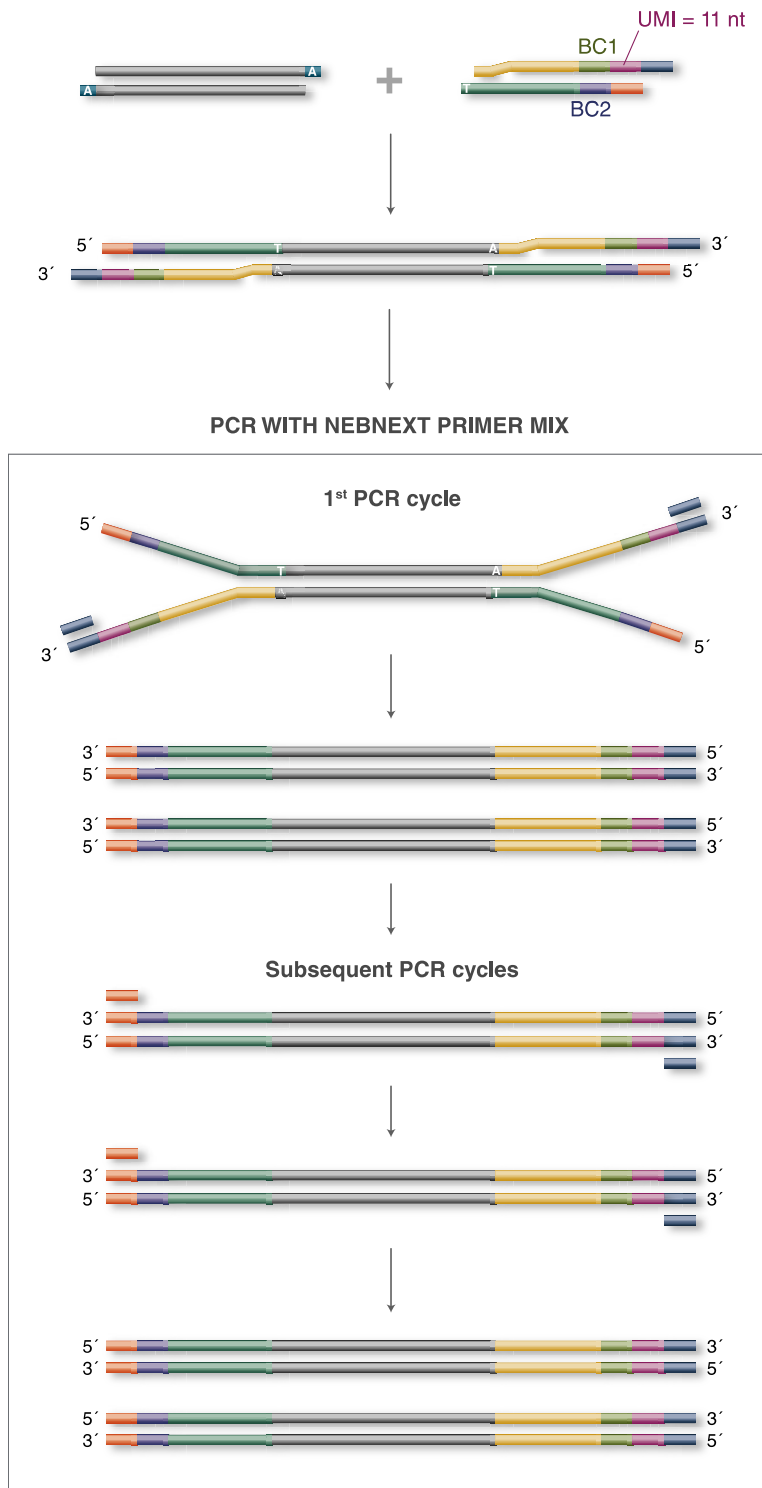 UMI = 11 nt
BC1
A
+
A
T
BC2
5´ T A 3´
3´ A T 5´
PCR WITH NEBNEXT PRIMER MIX
1st PCR cycle
5´ 3´
T A
A T
3´ 5´
3´ 5´
5´ 3´
3´ 5´
5´ 3´
Subsequent PCR cycles
3´ 5´
5´ 3´
3´ 5´
5´ 3´
5´ 3´
3´ 5´
5´ 3´
3´ 5´